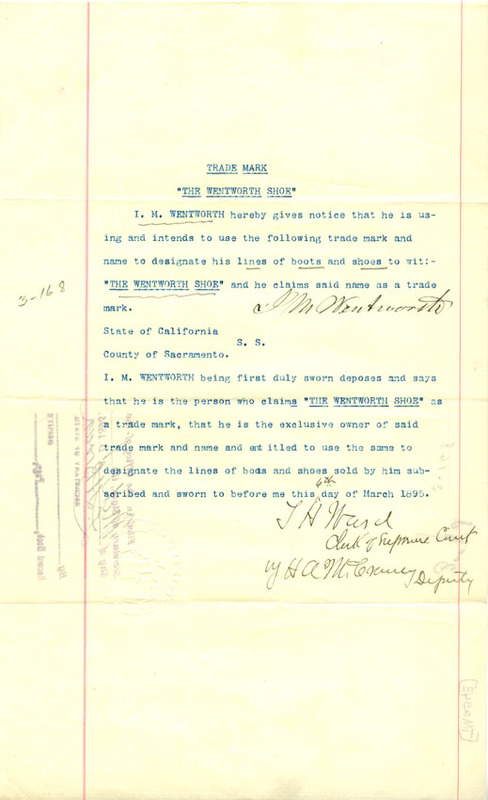 TRADE MARK
"THE WENTWORTH SHOE"
I. M. WENTWORTH hereby gives notice that he is us-
ing and intends to use the following trade mark and
name to designate his lines of boots and shoes to wit:-
"THE WENTWORTH SHOE" and he claims said name as a trade
mark.
I M Wentworth
3-168
State of California
S. S.
County of Sacramento.
I. M. WENTWORTH being first duly sworn deposes and says
that he is the person who claims "THE WENTWORTH SHOE" as
a trade mark, that he is the exclusive owner of said
trade mark and name and entitled to use the same to
designate the lines of boots and shoes sold by him sub-
scribed and sworn to before me this 6th day of March 1895.
T H Ward
Clerk of Supreme Court
by H A McCraney
Deputy